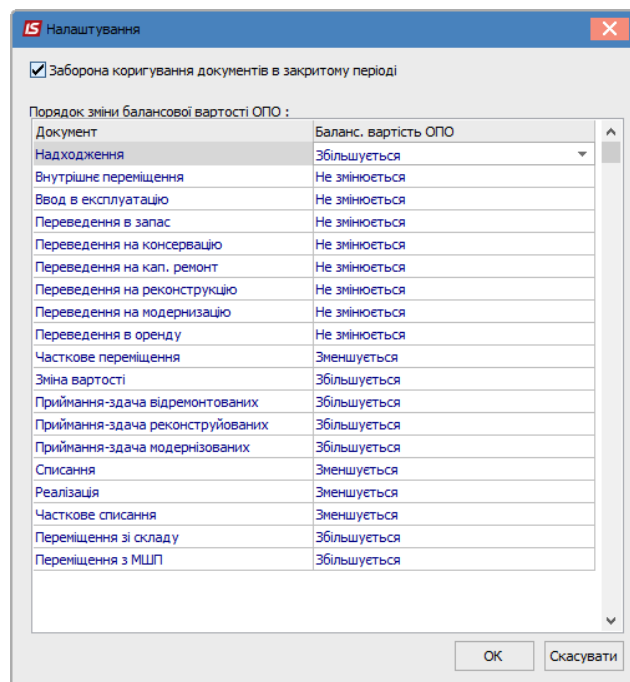 IS Налаштування
Заборона коригування документів в закритому періоді
Порядок зміни балансової вартості ОПО :
Документ Баланс. вартість ОПО
Надходження Збільшується
Внутрішнє переміщення Не змінюється
Ввод в експлуатацію Не змінюється
Переведення в запас Не змінюється
Переведення на консервацію Не змінюється
Переведення на кап. ремонт Не змінюється
Переведення на реконструкцію Не змінюється
Переведення на модернизацію Не змінюється
Переведення в оренду Не змінюється
Часткове переміщення Зменшується
Зміна вартості Збільшується
Приймання-здача відремонтованих Збільшується
Приймання-здача реконструйованих Збільшується
Приймання-здача модернізованих Збільшується
Списання Зменшується
Реалізація Зменшується
Часткове списання Зменшується
Переміщення зі складу Збільшується
Переміщення з МШП Збільшується
ОК Скасувати